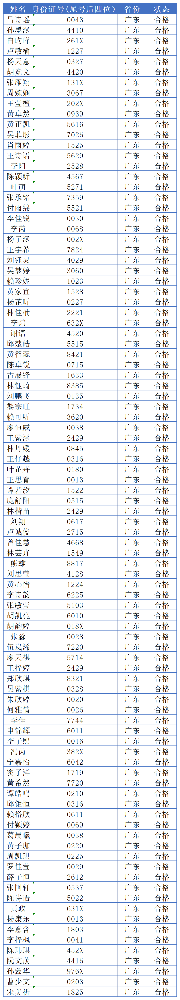 姓名 身份证号(尾号后四位) 省份 状态
吕诗瑶 0043 广东 合格
孙墨涵 4410 广东 合格
白昀峰 261X 广东 合格
卢敏榆 1227 广东 合格
杨天意 0327 广东 合格
胡竞文 4420 广东 合格
张雁翔 131X 广东 合格
周婉娴 3067 广东 合格
王莹檀 202X 广东 合格
黄卓然 0939 广东 合格
黄正凯 5616 广东 合格
吴菲彤 7026 广东 合格
肖雨婷 1525 广东 合格
王诗语 5629 广东 合格
李阳 2528 广东 合格
陈颖昕 4567 广东 合格
叶萌 5271 广东 合格
张承铭 7359 广东 合格
付雨绵 5521 广东 合格
李佳锐 0030 广东 合格
李芮 0068 广东 合格
杨子涵 002X 广东 合格
王宇希 7824 广东 合格
刘钰灵 4029 广东 合格
吴梦婷 3060 广东 合格
赖珍妮 1023 广东 合格
黄家宜 1528 广东 合格
杨芷昕 0227 广东 合格
林佳楠 2221 广东 合格
李炜 632X 广东 合格
谢语 4520 广东 合格
邱楚皓 5515 广东 合格
黄智蕊 8421 广东 合格
陈卓锐 0715 广东 合格
古展锋 1633 广东 合格
林钰琦 8385 广东 合格
刘鹏飞 0135 广东 合格
黎宗旺 1734 广东 合格
赖可昕 3620 广东 合格
廖恒威 0038 广东 合格
王紫涵 2429 广东 合格
林丹媛 0845 广东 合格
王仔越 0316 广东 合格
叶芷卉 0180 广东 合格
王思育 0013 广东 合格
谭若汐 1522 广东 合格
庞舒阳 0515 广东 合格
林楷苗 2429 广东 合格
刘翔 0617 广东 合格
卢诚俊 2715 广东 合格
曾佳慧 4668 广东 合格
林芸卉 1549 广东 合格
熊雄 8817 广东 合格
刘思莹 4128 广东 合格
黄心怡 1224 广东 合格
李诗韵 6225 广东 合格
张敏莹 5103 广东 合格
胡凯亮 6010 广东 合格
胡韵婷 018X 广东 合格
张淼 0028 广东 合格
伍岚浠 7220 广东 合格
廖天祺 5714 广东 合格
王梓婷 2429 广东 合格
郑欣琪 8321 广东 合格
吴紫棋 0328 广东 合格
朱欣婷 0020 广东 合格
何雅倩 0026 广东 合格
李佳 7744 广东 合格
申锦辉 6011 广东 合格
李子熙 0016 广东 合格
冯芮 382X 广东 合格
宁嘉怡 6042 广东 合格
窦子洋 1719 广东 合格
黄希然 7720 广东 合格
谭皓鸣 0210 广东 合格
邱钜恒 0316 广东 合格
赖裕欣 0611 广东 合格
付颖婷 0069 广东 合格
葛晨曦 0038 广东 合格
黄子珈 0229 广东 合格
周凯琪 0225 广东 合格
罗佳莹 0029 广东 合格
薛子恒 2612 广东 合格
张国轩 0537 广东 合格
陈诗语 5022 广东 合格
黄政 631X 广东 合格
杨康乐 0013 广东 合格
李意含 1803 广东 合格
李梓枫 0041 广东 合格
陈玮琪 452X 广东 合格
阮文茂 4416 广东 合格
孙鑫华 976X 广东 合格
曹少文 0203 广东 合格
宋美祈 1825 广东 合格